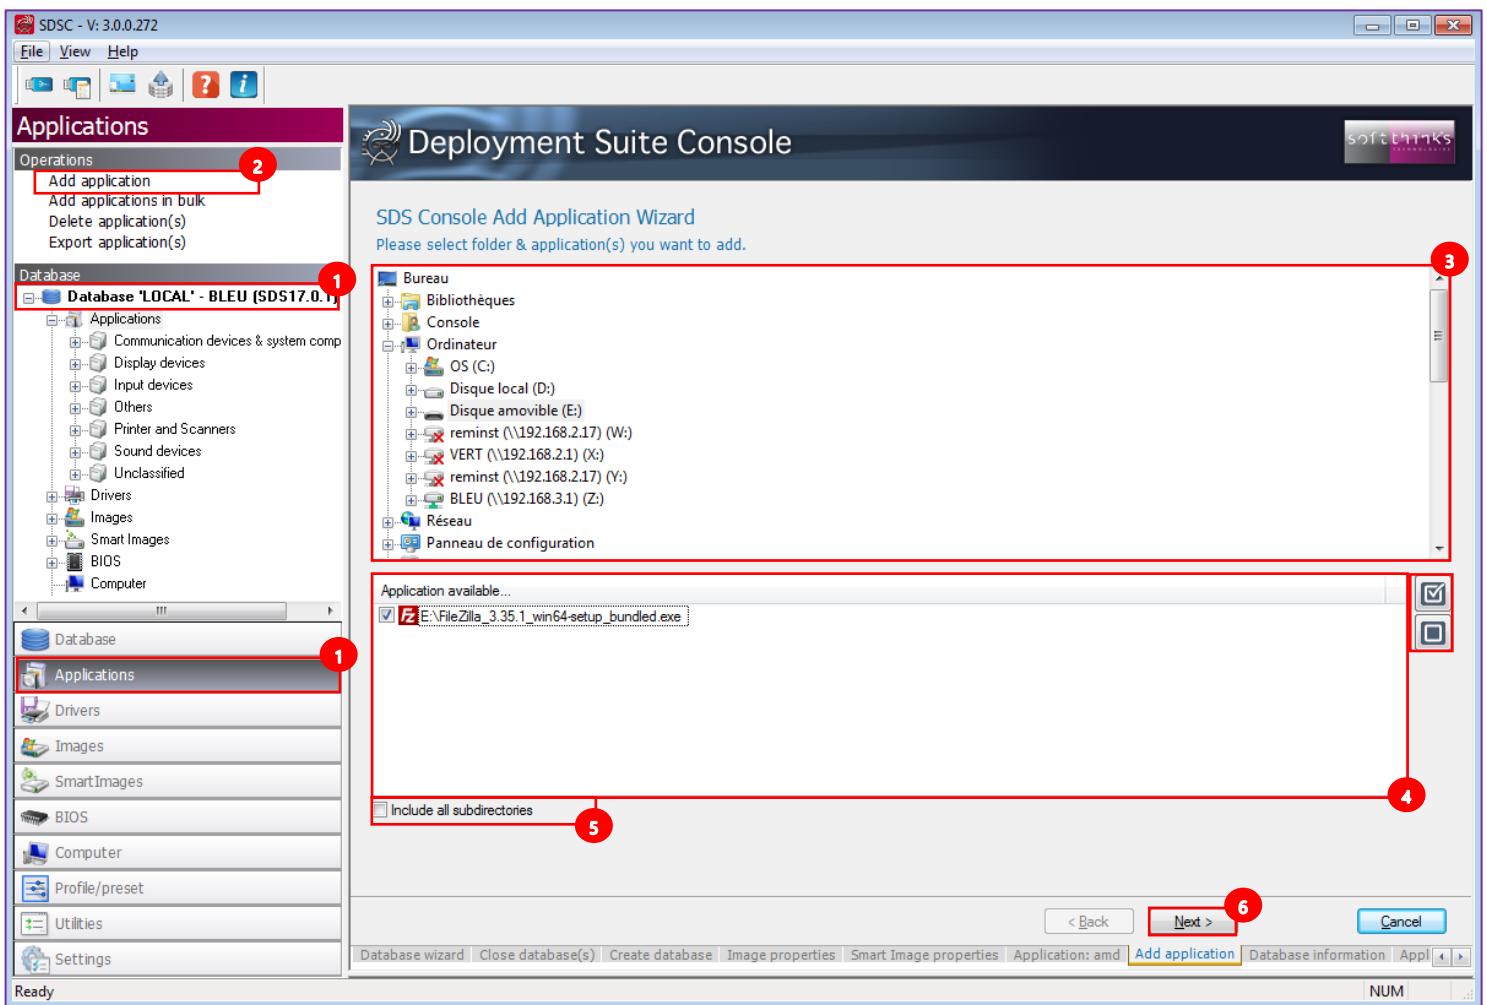 SDSC - V: 3.0.0.272
File View Help
Applications
Operations
2
Add application
Add applications in bulk
Delete application(s)
Export application(s)
Database
1
Database 'LOCAL' - BLEU (SDS17.0.1)
Applications
Communication devices & system comp
Display devices
Input devices
Others
Printer and Scanners
Sound devices
Unclassified
Drivers
Images
Smart Images
BIOS
Computer
Database
1
Applications
Drivers
Images
SmartImages
BIOS
Computer
Profile/preset
Utilities
Settings
Deployment Suite Console
softthinks
TECHNOLOGIES
SDS Console Add Application Wizard
Please select folder & application(s) you want to add.
3
Bureau
Bibliothèques
Console
Ordinateur
OS (C:)
Disque local (D:)
Disque amovible (E:)
reminst (\\192.168.2.17) (W:)
VERT (\\192.168.2.1) (X:)
reminst (\\192.168.2.17) (Y:)
BLEU (\\192.168.3.1) (Z:)
Réseau
Panneau de configuration
Application available...
E:\FileZilla_3.35.1_win64-setup_bundled.exe
4
Include all subdirectories
5
6
< Back Next > Cancel
Database wizard Close database(s) Create database Image properties Smart Image properties Application: amd Add application Database information Appl
Ready NUM